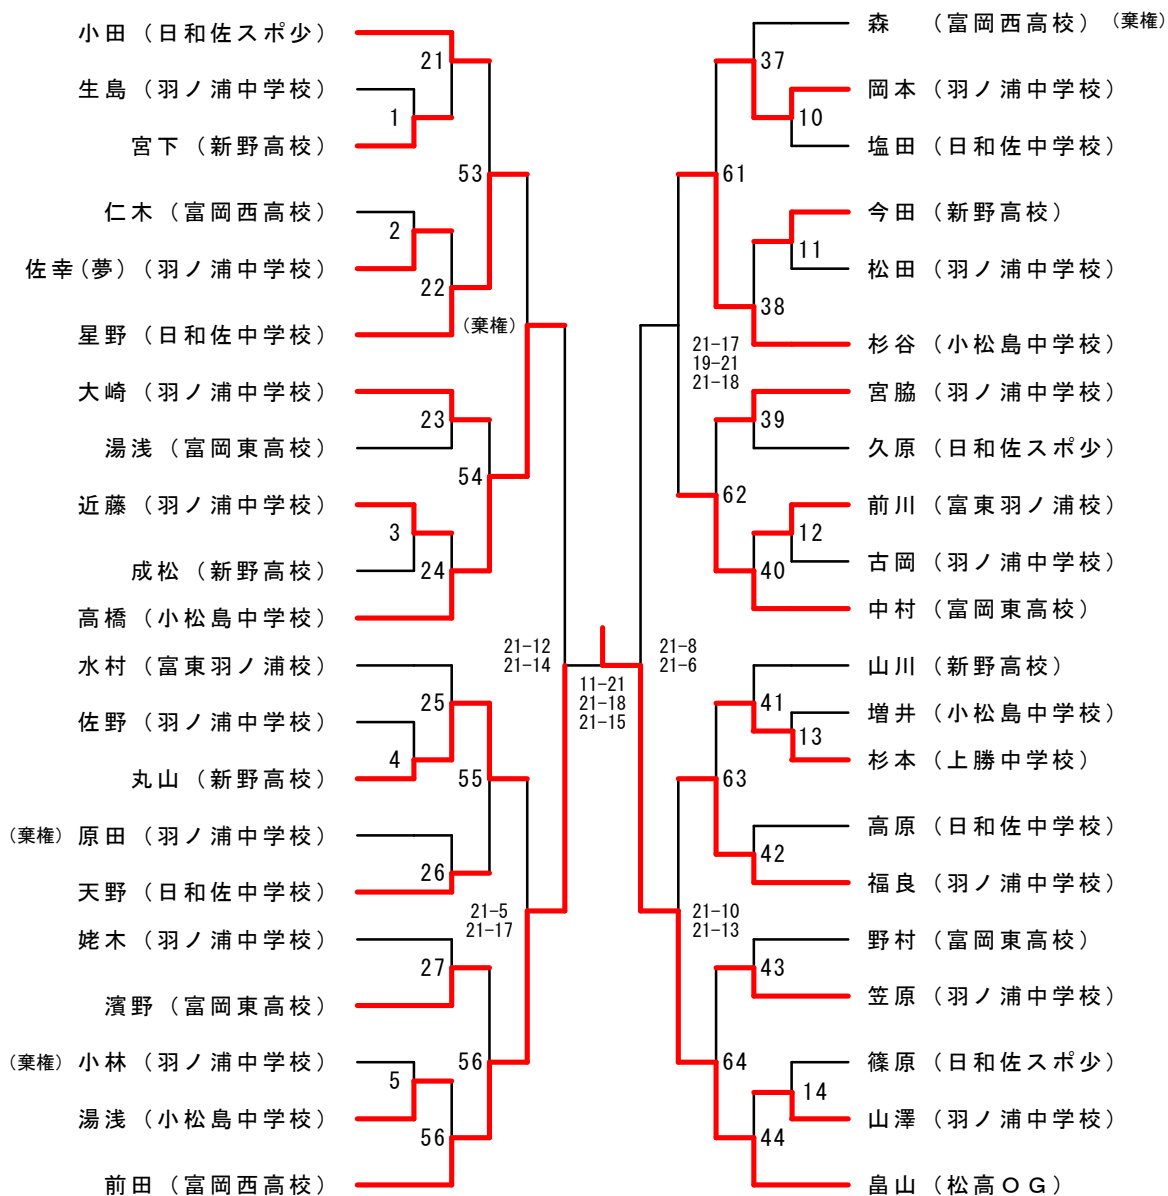 小田 (日和佐スポ少)
21
生島 (羽ノ浦中学校)
1
宮下 (新野高校)
53
仁木 (富岡西高校)
2
佐幸(夢) (羽ノ浦中学校)
22
星野 (日和佐中学校)
(棄権)
大崎 (羽ノ浦中学校)
23
湯浅 (富岡東高校)
54
近藤 (羽ノ浦中学校)
3
成松 (新野高校)
24
高橋 (小松島中学校)
21-12
21-14
水村 (富東羽ノ浦校)
25
佐野 (羽ノ浦中学校)
4
丸山 (新野高校)
55
(棄権) 原田 (羽ノ浦中学校)
26
天野 (日和佐中学校)
21-5
21-17
姥木 (羽ノ浦中学校)
27
濱野 (富岡東高校)
56
(棄権) 小林 (羽ノ浦中学校)
5
湯浅 (小松島中学校)
56
前田 (富岡西高校)
11-21
21-18
21-15
森 (富岡西高校) (棄権)
37
岡本 (羽ノ浦中学校)
10
塩田 (日和佐中学校)
61
今田 (新野高校)
11
松田 (羽ノ浦中学校)
38
杉谷 (小松島中学校)
21-17
19-21
21-18
宮脇 (羽ノ浦中学校)
39
久原 (日和佐スポ少)
62
前川 (富東羽ノ浦校)
12
古岡 (羽ノ浦中学校)
40
中村 (富岡東高校)
21-8
21-6
山川 (新野高校)
41
増井 (小松島中学校)
13
杉本 (上勝中学校)
63
高原 (日和佐中学校)
42
福良 (羽ノ浦中学校)
21-10
21-13
野村 (富岡東高校)
43
笠原 (羽ノ浦中学校)
64
篠原 (日和佐スポ少)
14
山澤 (羽ノ浦中学校)
44
畠山 (松高ＯＧ)